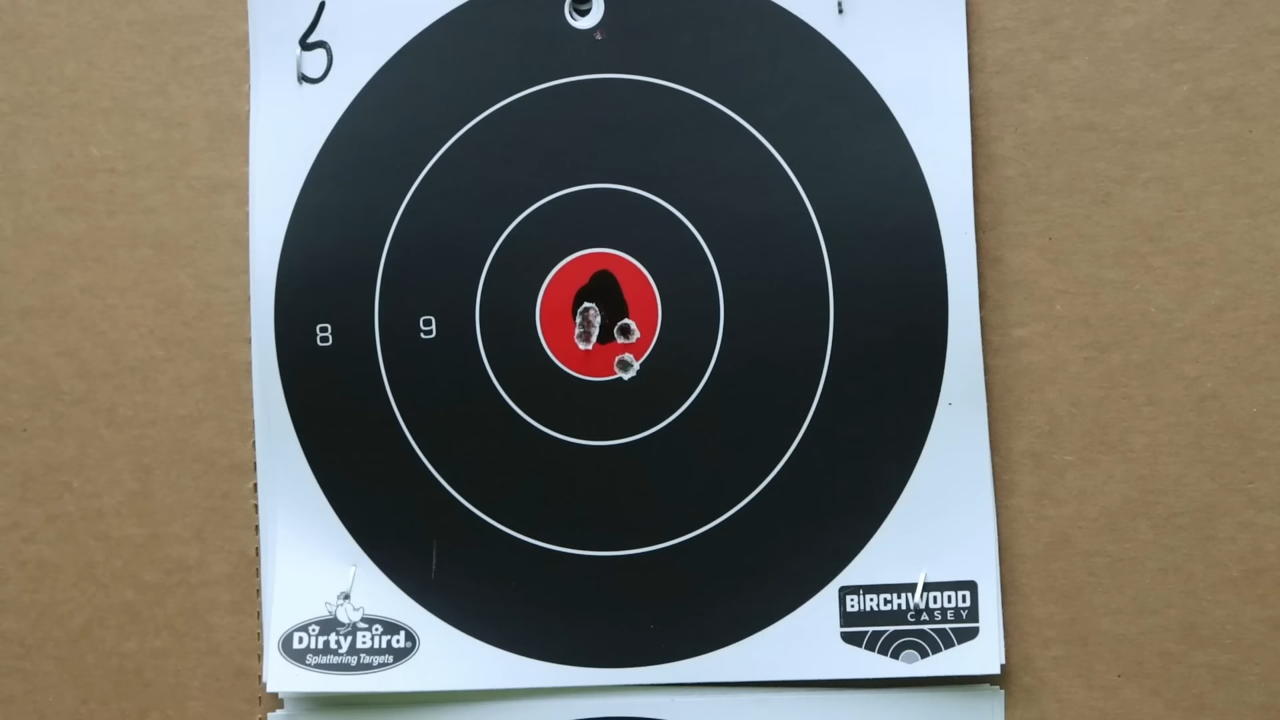 6
8 9
BIRCHWOOD
CASEY
Dirty Bird®
Splattering Targets